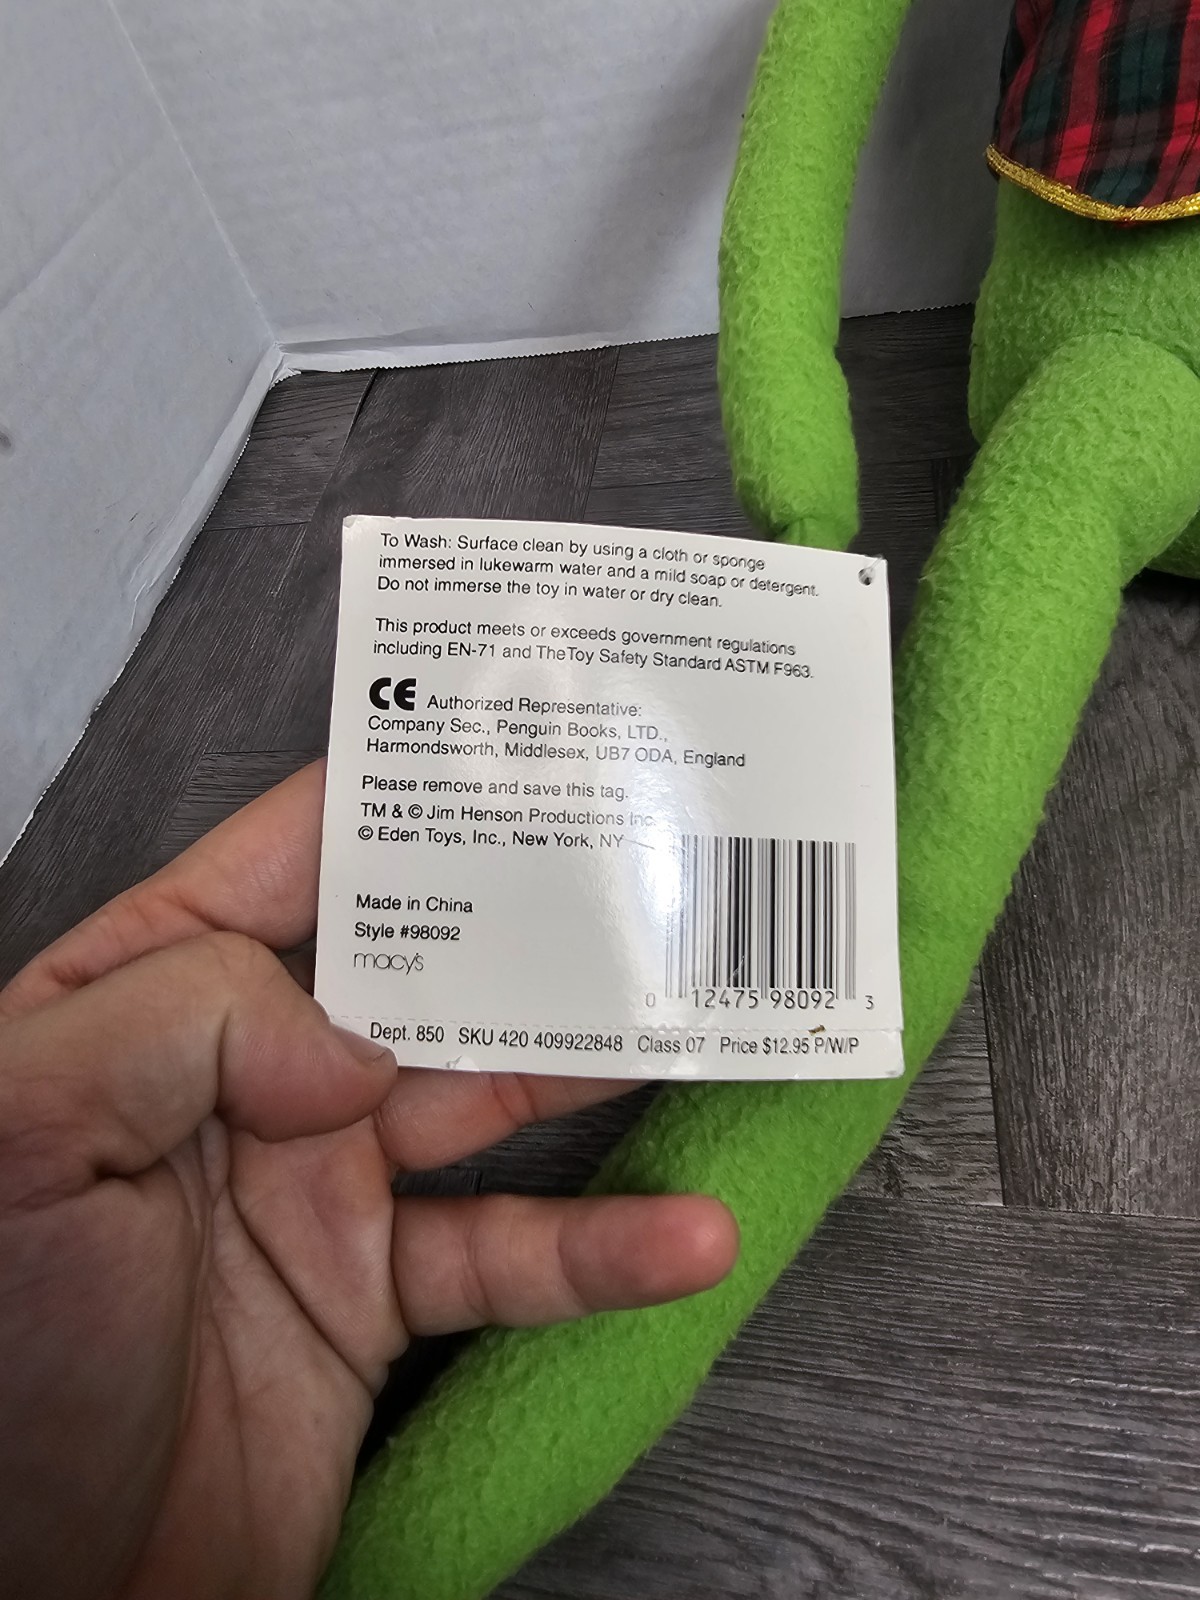 To Wash: Surface clean by using a cloth or sponge
immersed in lukewarm water and a mild soap or detergent.
Do not immerse the toy in water or dry clean.
This product meets or exceeds government regulations
including EN-71 and The Toy Safety Standard ASTM F963.
CE Authorized Representative:
Company Sec., Penguin Books, LTD.,
Harmondsworth, Middlesex, UB7 ODA, England
Please remove and save this tag.
TM & © Jim Henson Productions Inc.
© Eden Toys, Inc., New York, NY
Made in China
Style #98092
macy's
0 12475 98092 3
Dept. 850 SKU 420 409922848 Class 07 Price $12.95 P/W/P